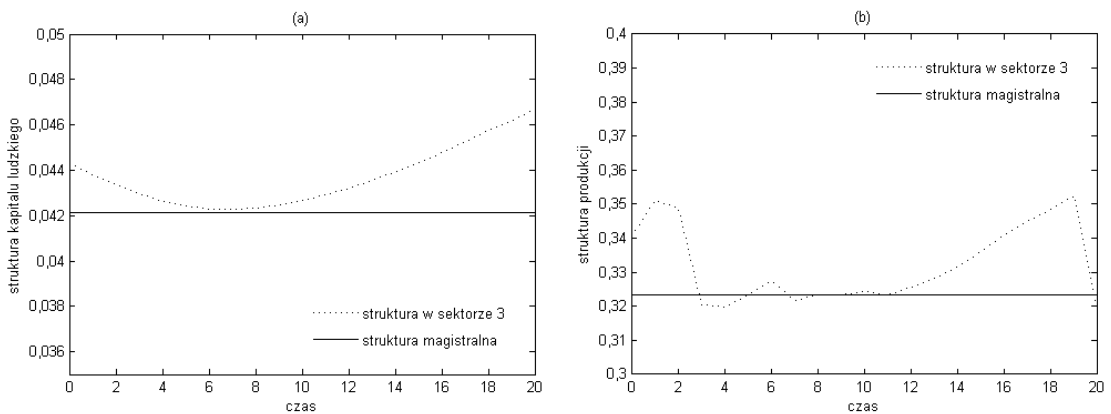 (a)
0,05
0,048
0,046
0,044
0,042
0,04
0,038
0,036
struktura kapitalu ludzkiego
struktura w sektorze 3
struktura magistralna
0 2 4 6 8 10 12 14 16 18 20
czas
(b)
0,4
0,39
0,38
0,37
0,36
0,35
0,34
0,33
0,32
0,31
0,3
struktura produkcji
struktura w sektorze 3
struktura magistralna
0 2 4 6 8 10 12 14 16 18 20
czas